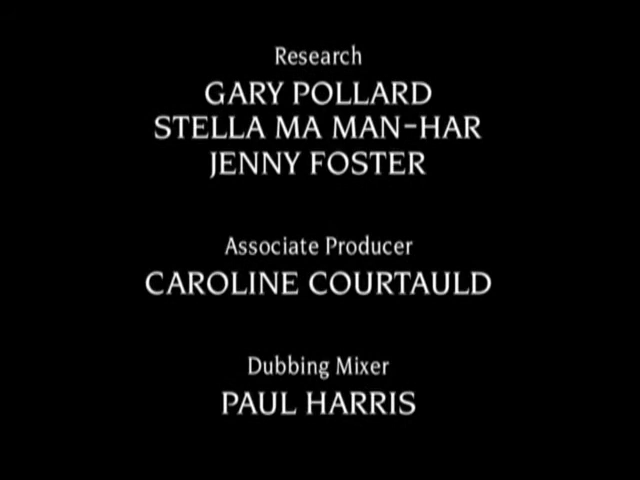 Research
GARY POLLARD
STELLA MA MAN-HAR
JENNY FOSTER
Associate Producer
CAROLINE COURTAULD
Dubbing Mixer
PAUL HARRIS